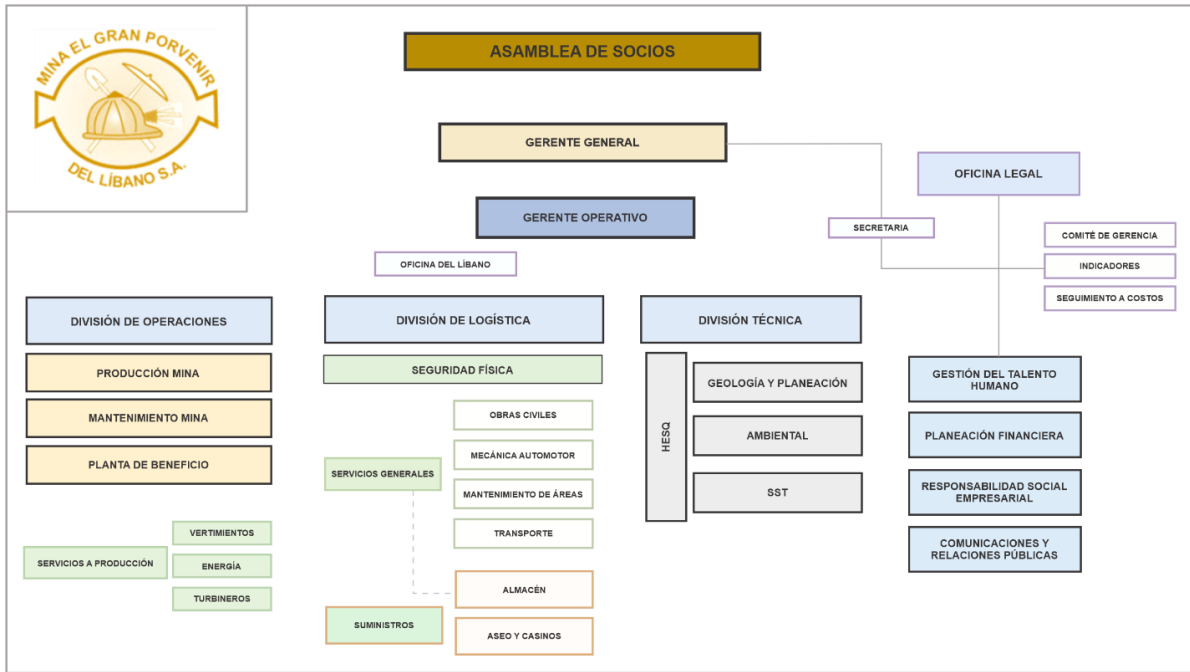 MINA EL GRAN PORVENIR
DEL LÍBANO S.A.
ASAMBLEA DE SOCIOS
GERENTE GENERAL
OFICINA LEGAL
GERENTE OPERATIVO
SECRETARIA
COMITÉ DE GERENCIA
OFICINA DEL LÍBANO
INDICADORES
SEGUIMIENTO A COSTOS
DIVISIÓN DE OPERACIONES
PRODUCCIÓN MINA
MANTENIMIENTO MINA
PLANTA DE BENEFICIO
SERVICIOS A PRODUCCIÓN
VERTIMIENTOS
ENERGÍA
TURBINEROS
DIVISIÓN DE LOGÍSTICA
SEGURIDAD FÍSICA
SERVICIOS GENERALES
OBRAS CIVILES
MECÁNICA AUTOMOTOR
MANTENIMIENTO DE ÁREAS
TRANSPORTE
SUMINISTROS
ALMACÉN
ASEO Y CASINOS
DIVISIÓN TÉCNICA
HESQ
GEOLOGÍA Y PLANEACIÓN
AMBIENTAL
SST
GESTIÓN DEL TALENTO
HUMANO
PLANEACIÓN FINANCIERA
RESPONSABILIDAD SOCIAL
EMPRESARIAL
COMUNICACIONES Y
RELACIONES PÚBLICAS